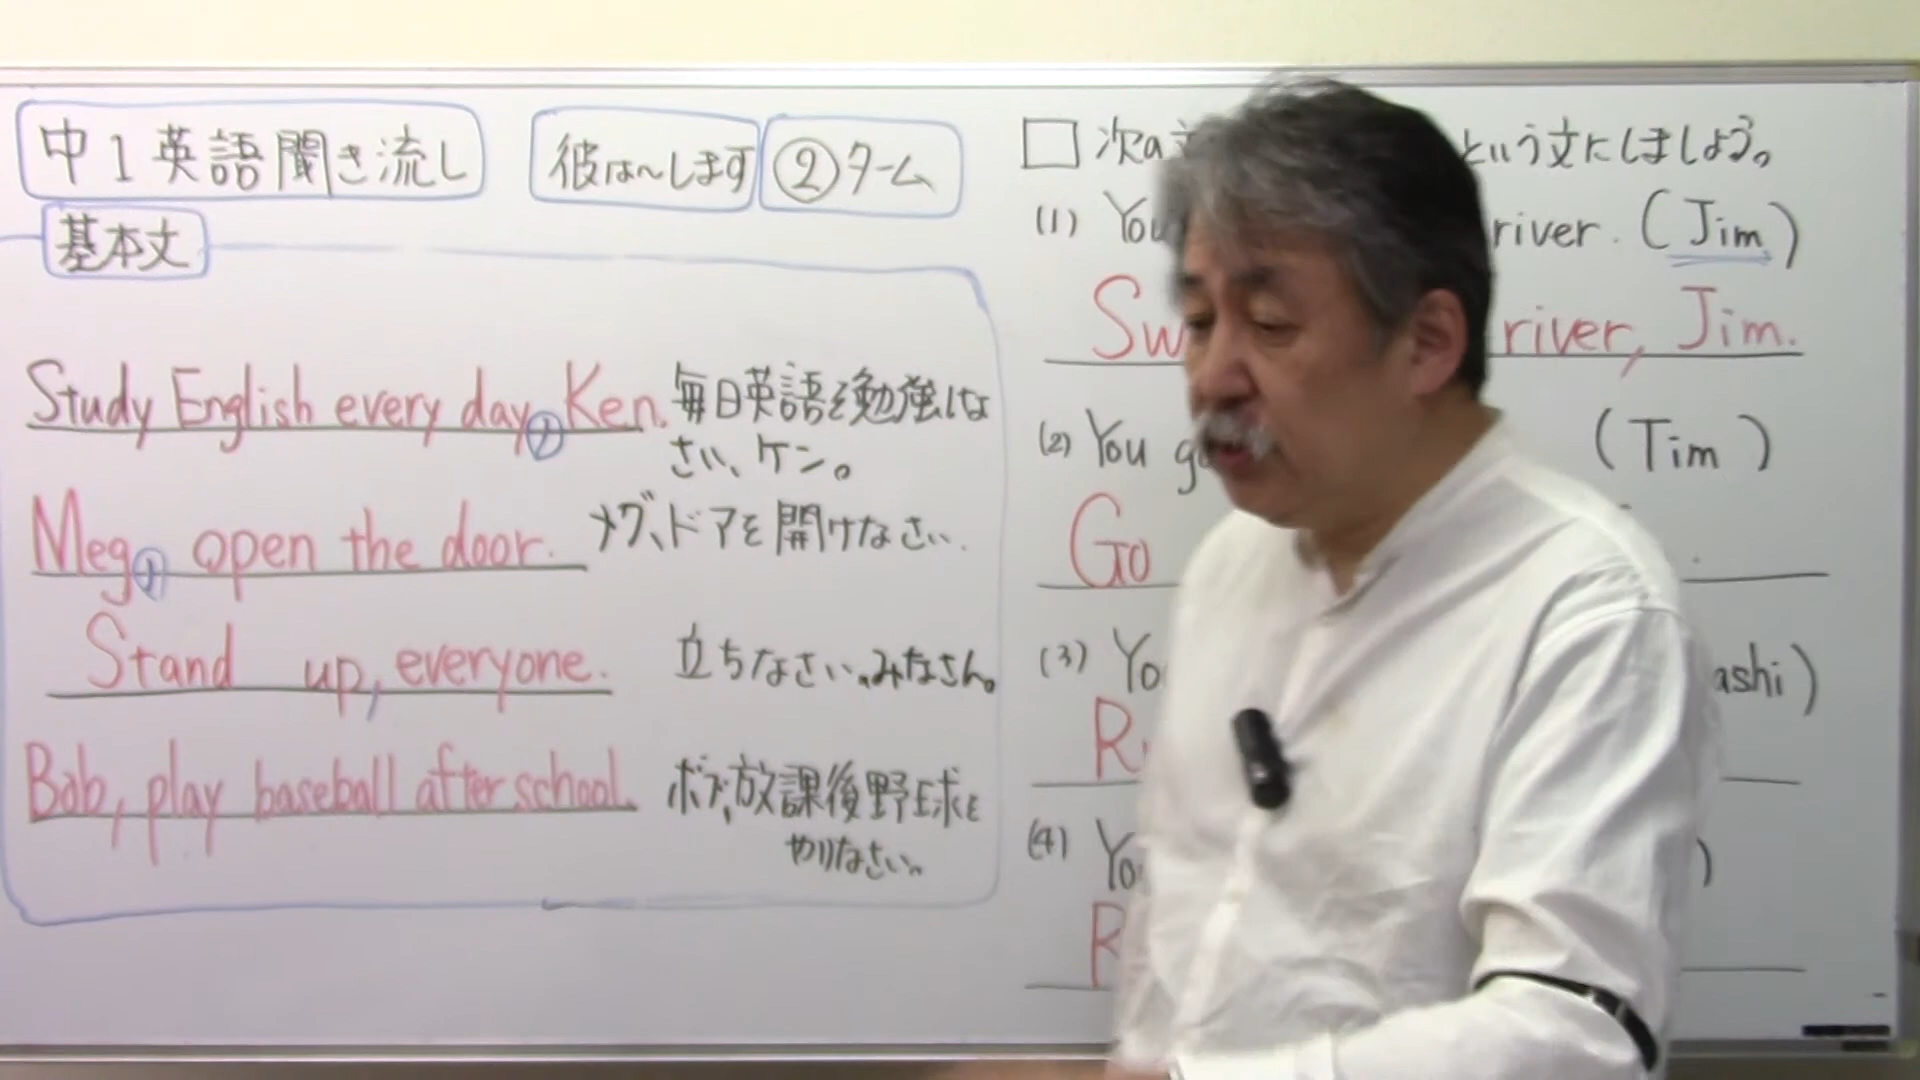 中1英語聞き流し
彼は～します
②ターム
基本文
Study English every day, Ken.
毎日英語を勉強しな
さい、ケン。
Meg, open the door.
メグ、ドアを開けなさい.
Stand up, everyone.
立ちなさい、みなさん。
Bob, play baseball after school.
ボブ、放課後野球を
やりなさい。
□ 次の という文にしましょう。
(1) You river. (Jim)
river, Jim.
(2) You (Tim)
Go
(3)
(4)